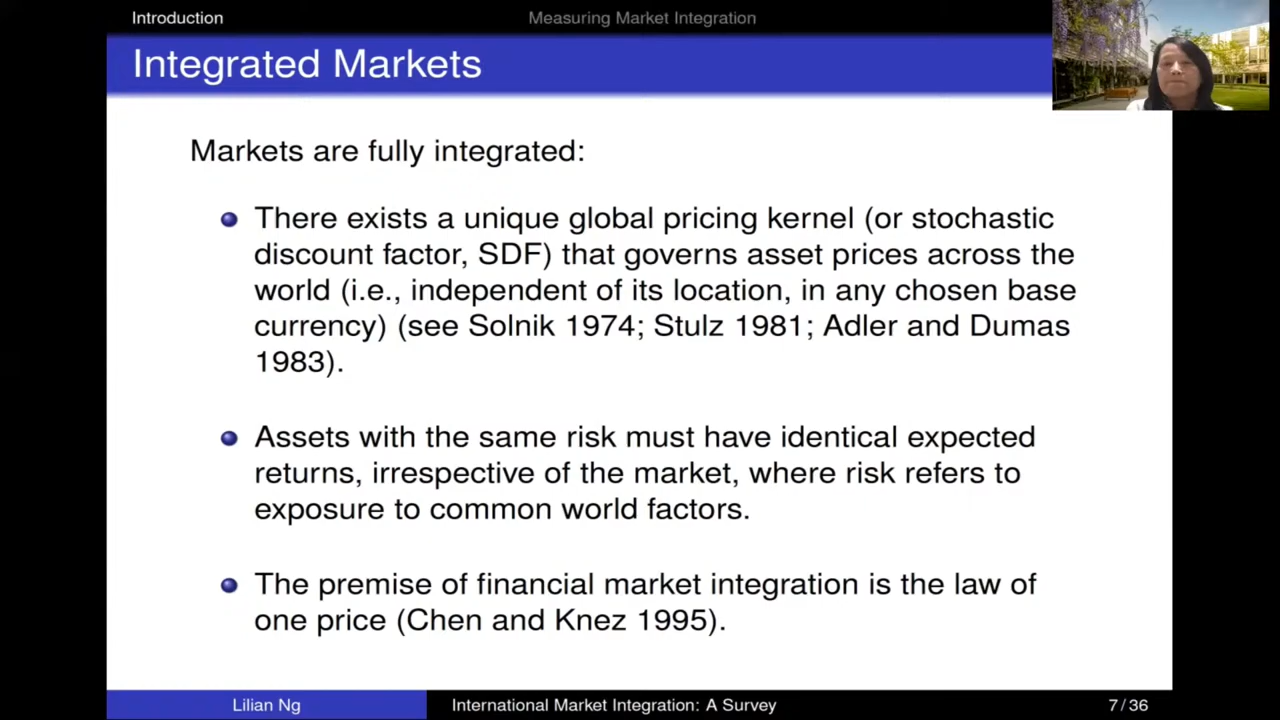 Introduction
Measuring Market Integration
Integrated Markets
Markets are fully integrated:
There exists a unique global pricing kernel (or stochastic
discount factor, SDF) that governs asset prices across the
world (i.e., independent of its location, in any chosen base
currency) (see Solnik 1974; Stulz 1981; Adler and Dumas
1983).
Assets with the same risk must have identical expected
returns, irrespective of the market, where risk refers to
exposure to common world factors.
The premise of financial market integration is the law of
one price (Chen and Knez 1995).
Lilian Ng
International Market Integration: A Survey
7 / 36